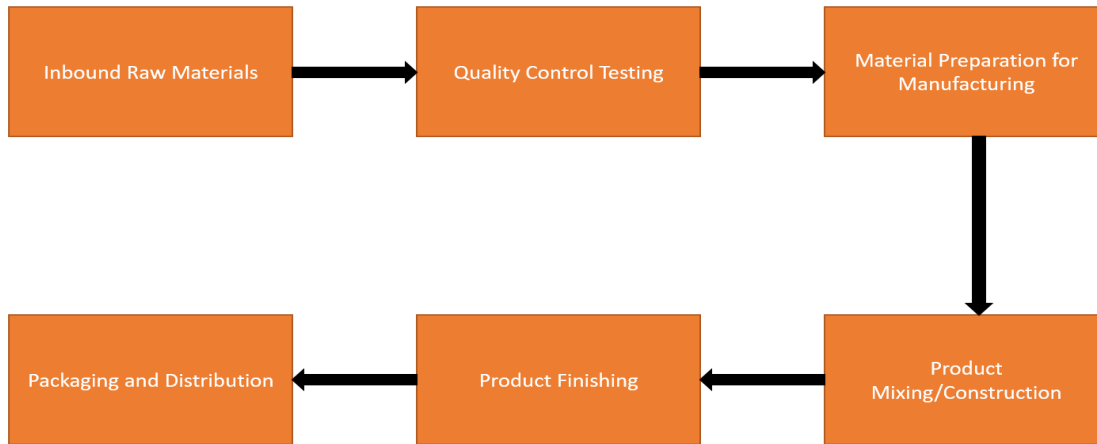 Inbound Raw Materials
Quality Control Testing
Material Preparation for
Manufacturing
Product
Mixing/Construction
Product Finishing
Packaging and Distribution